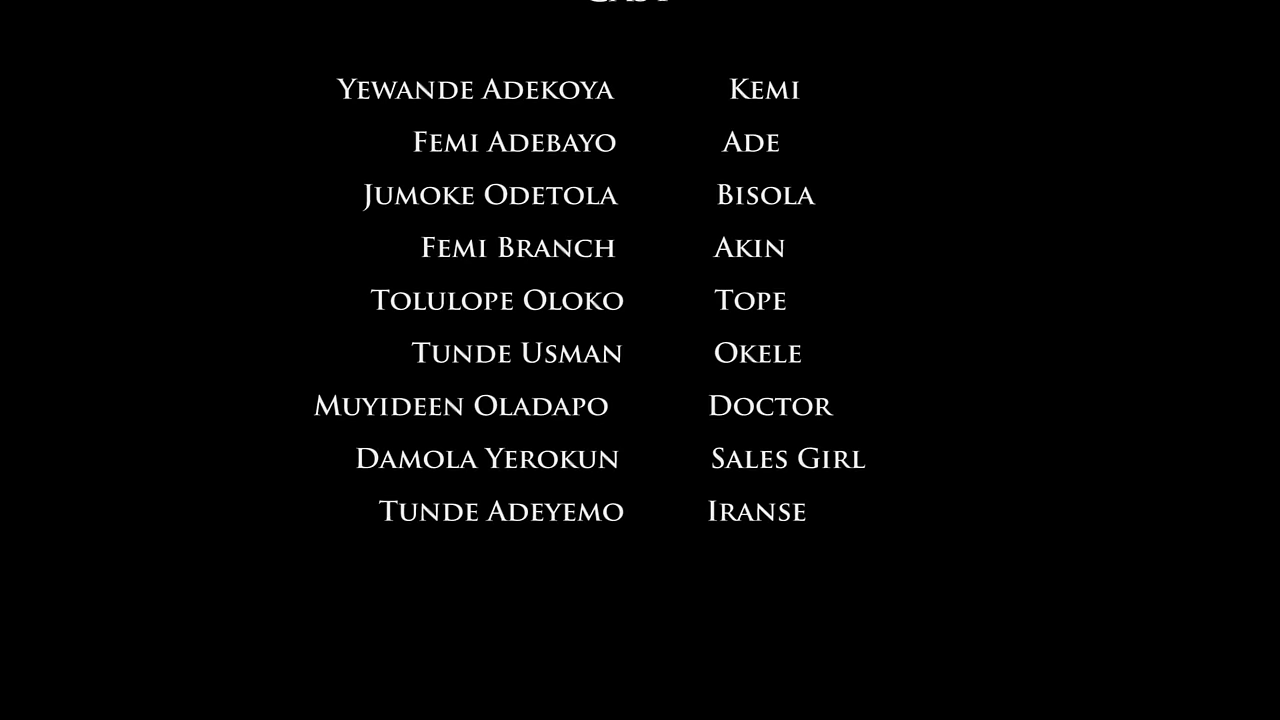 Cast
Yewande Adekoya Kemi
Femi Adebayo Ade
Jumoke Odetola Bisola
Femi Branch Akin
Tolulope Oloko Tope
Tunde Usman Okele
Muyideen Oladapo Doctor
Damola Yerokun Sales Girl
Tunde Adeyemo Iranse